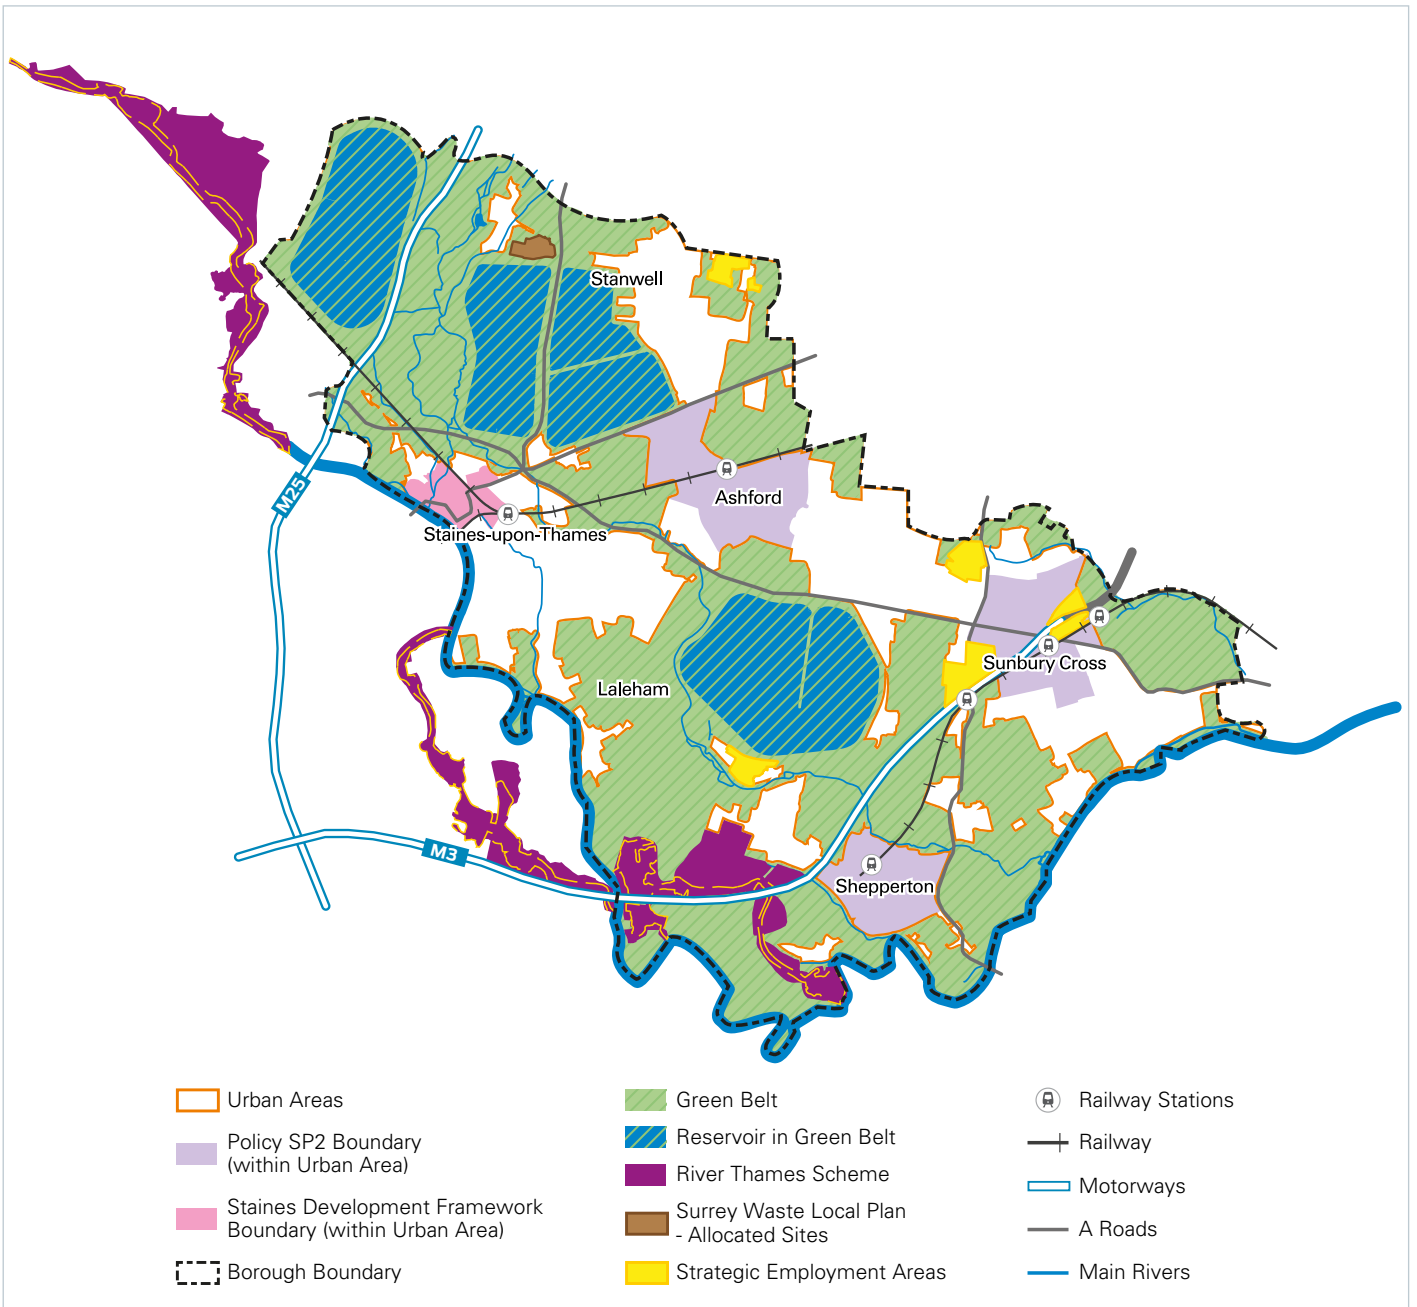 Stanwell
Ashford
M25
Staines-upon-Thames
Sunbury Cross
Laleham
M3
Shepperton
Urban Areas
Policy SP2 Boundary
(within Urban Area)
Staines Development Framework
Boundary (within Urban Area)
Borough Boundary
Green Belt
Reservoir in Green Belt
River Thames Scheme
Surrey Waste Local Plan
- Allocated Sites
Strategic Employment Areas
Railway Stations
Railway
Motorways
A Roads
Main Rivers